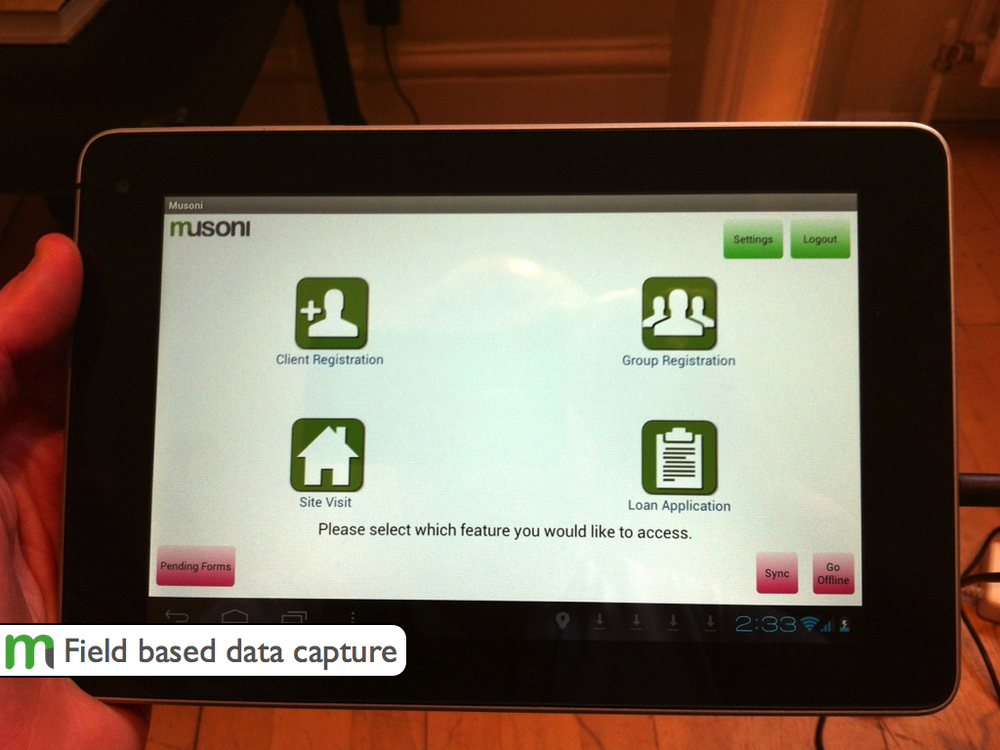 Musoni
musoni
Settings
Logout
Client Registration
Group Registration
Site Visit
Loan Application
Please select which feature you would like to access.
Pending Forms
Sync
Go
Offline
2:33
m Field based data capture